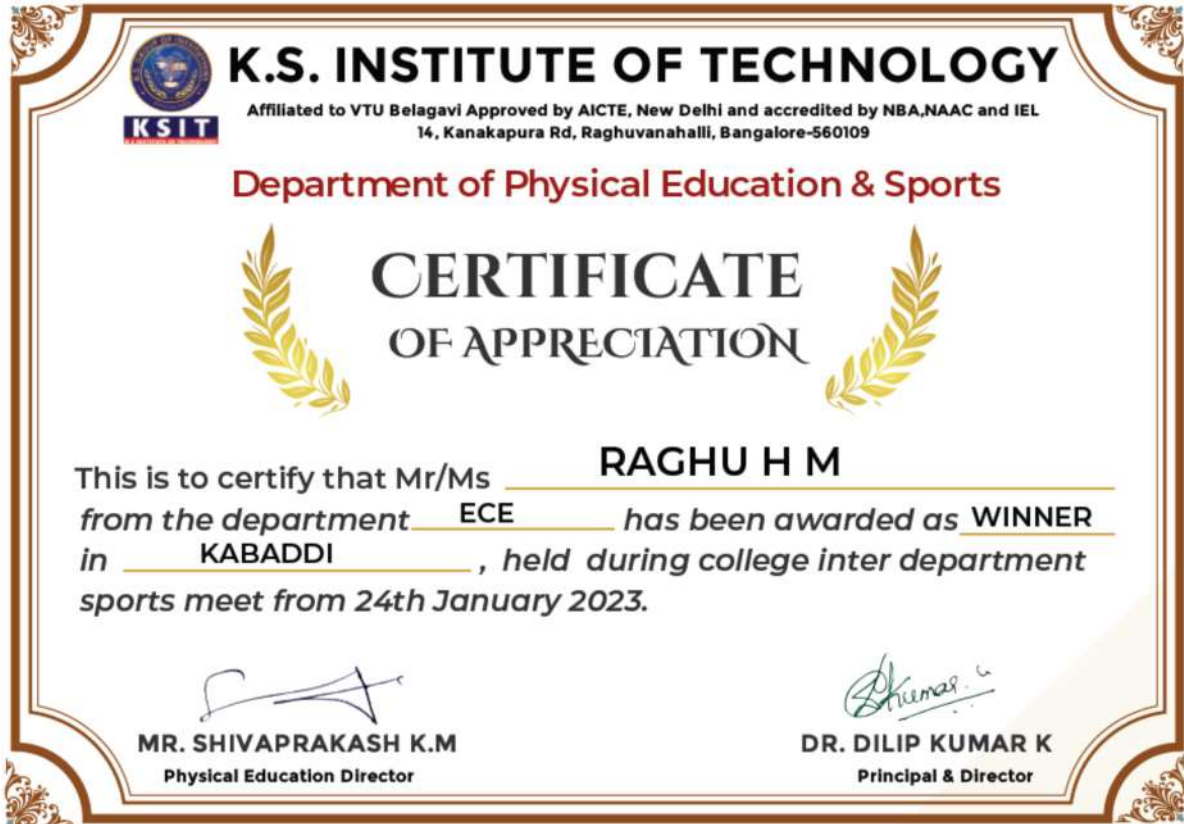 K.S. INSTITUTE OF TECHNOLOGY
Affiliated to VTU Belagavi Approved by AICTE, New Delhi and accredited by NBA,NAAC and IEL
14, Kanakapura Rd, Raghuvanahalli, Bangalore-560109
KSIT
Department of Physical Education & Sports
CERTIFICATE
OF APPRECIATION
This is to certify that Mr/Ms RAGHU H M
from the department ECE has been awarded as WINNER
in KABADDI , held during college inter department
sports meet from 24th January 2023.
MR. SHIVAPRAKASH K.M
Physical Education Director
DR. DILIP KUMAR K
Principal & Director